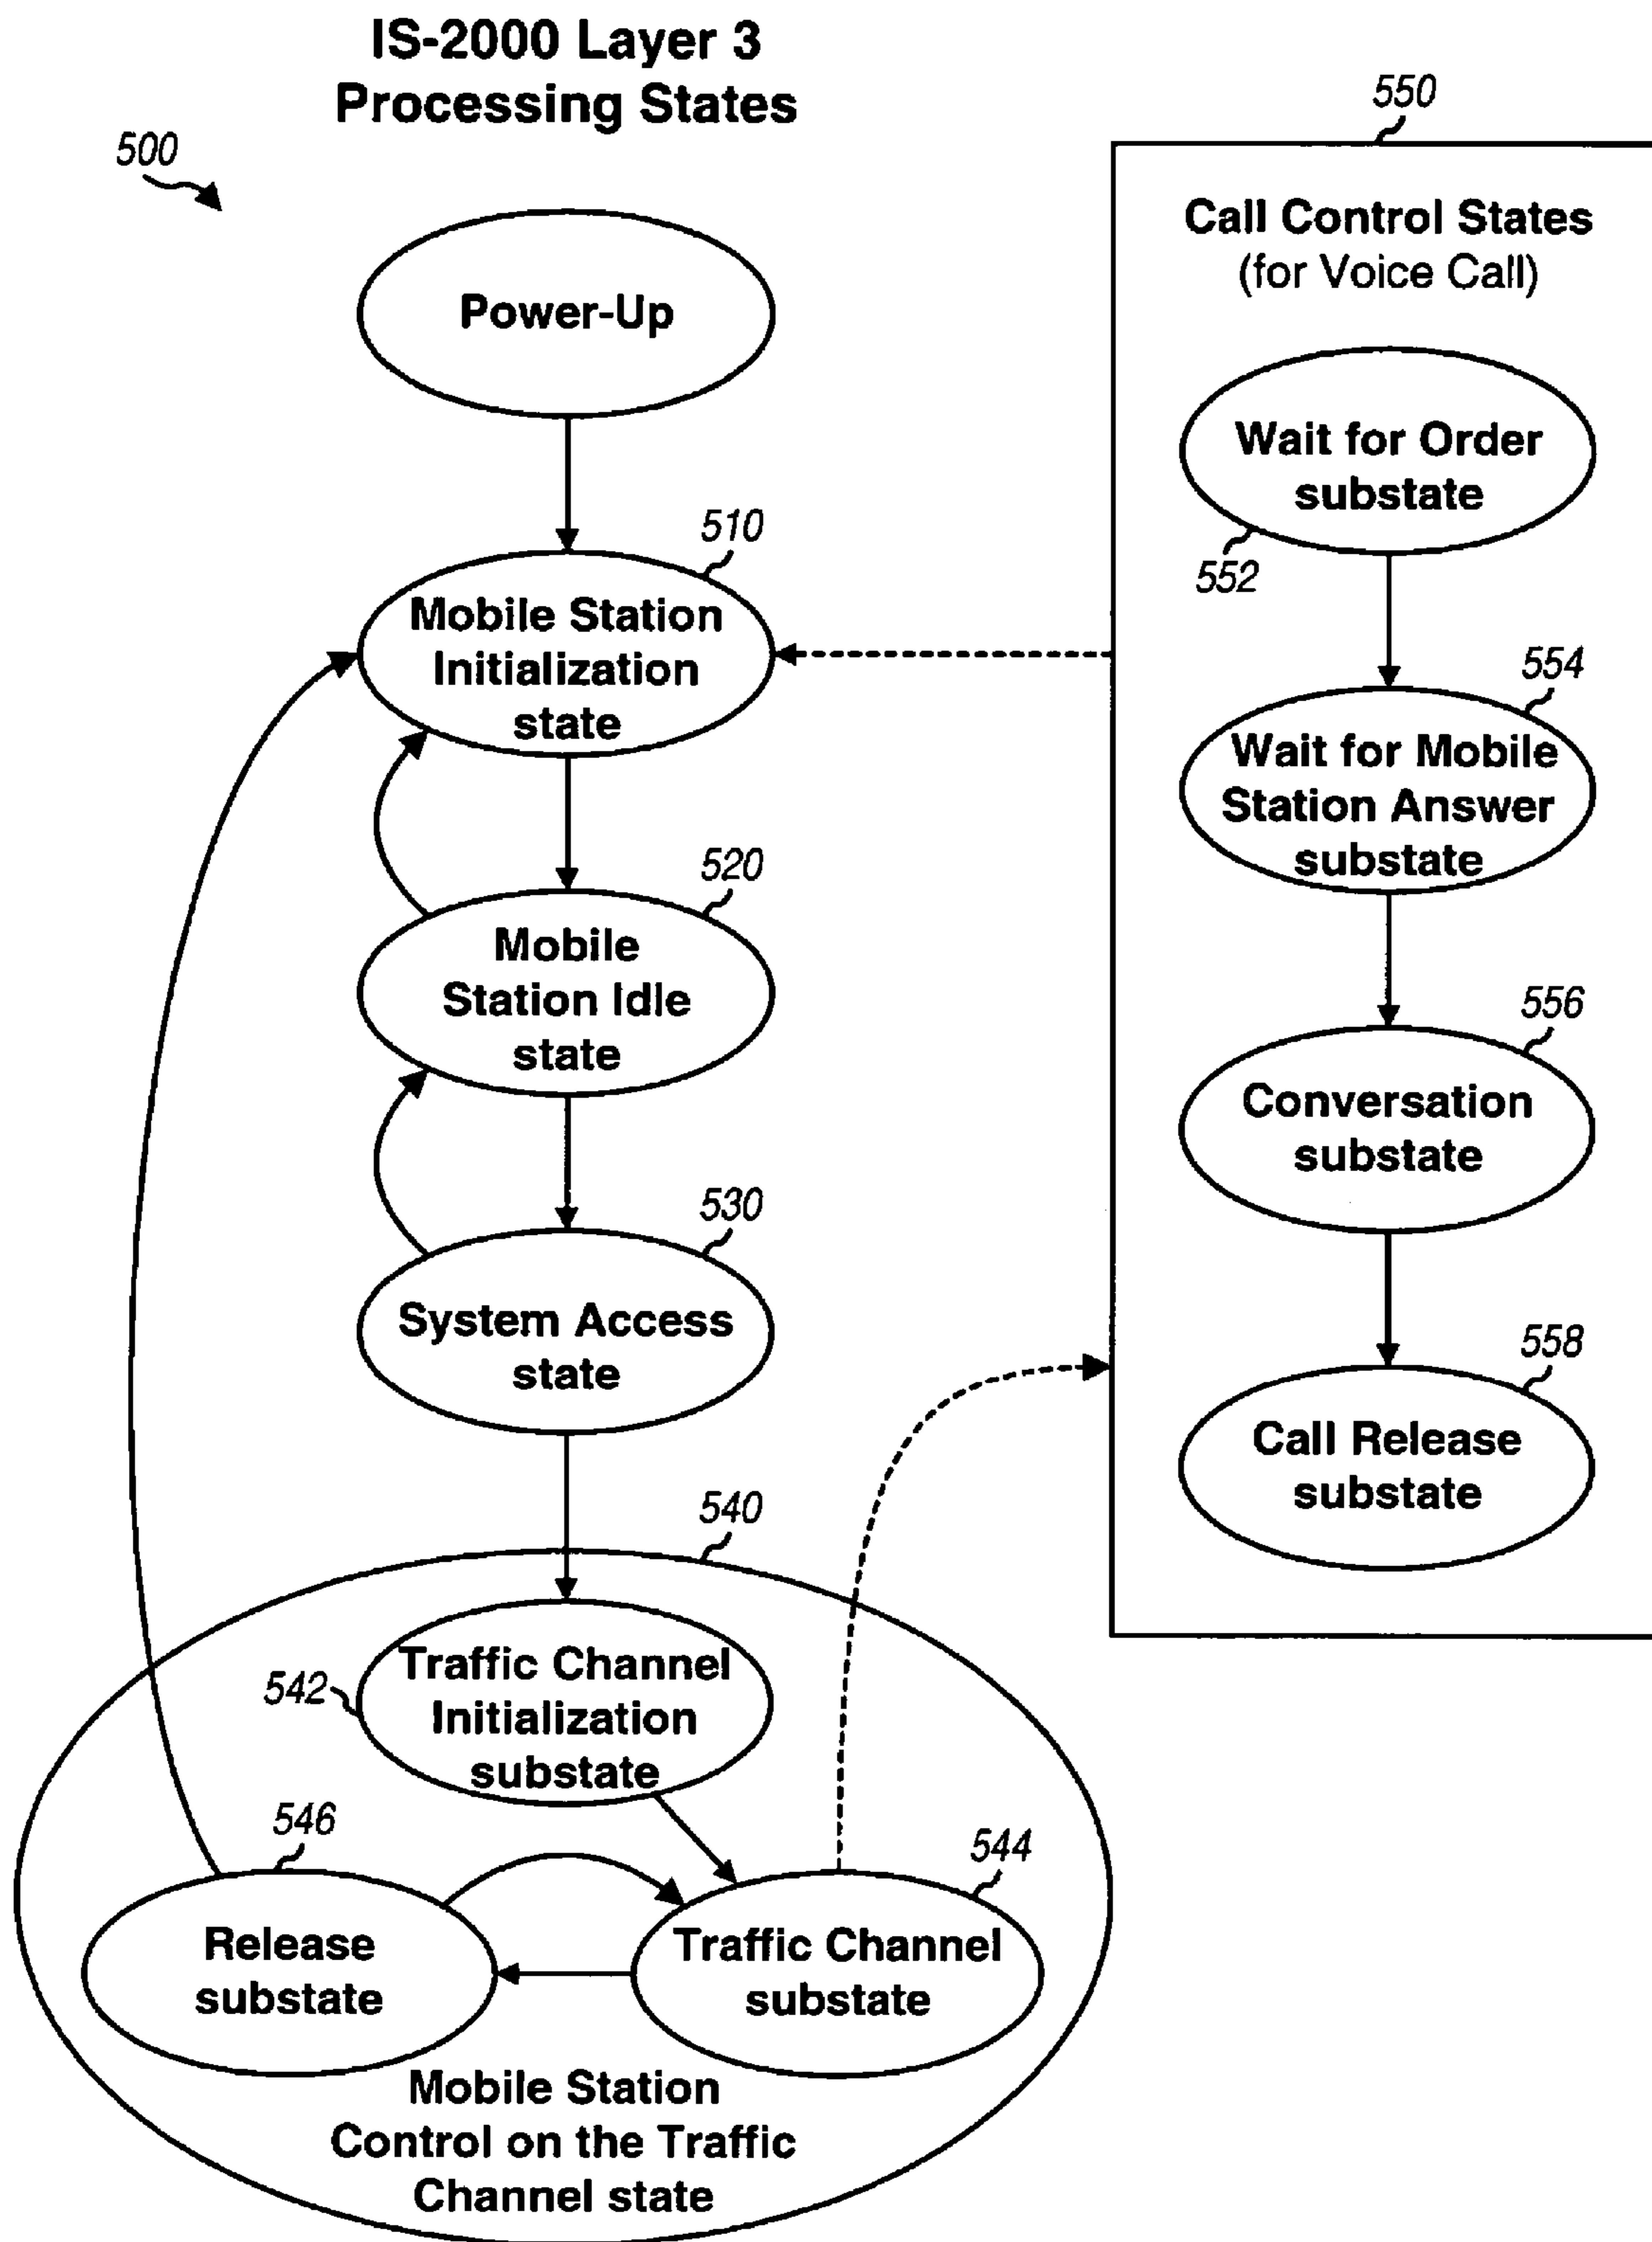 IS-2000 Layer 3
Processing States
500
Power-Up
510
Mobile Station
Initialization
state
520
Mobile
Station Idle
state
530
System Access
state
540
542
Traffic Channel
Initialization
substate
546
Release
substate
544
Traffic Channel
substate
Mobile Station
Control on the Traffic
Channel state
550
Call Control States
(for Voice Call)
Wait for Order
substate
552
554
Wait for Mobile
Station Answer
substate
556
Conversation
substate
558
Call Release
substate